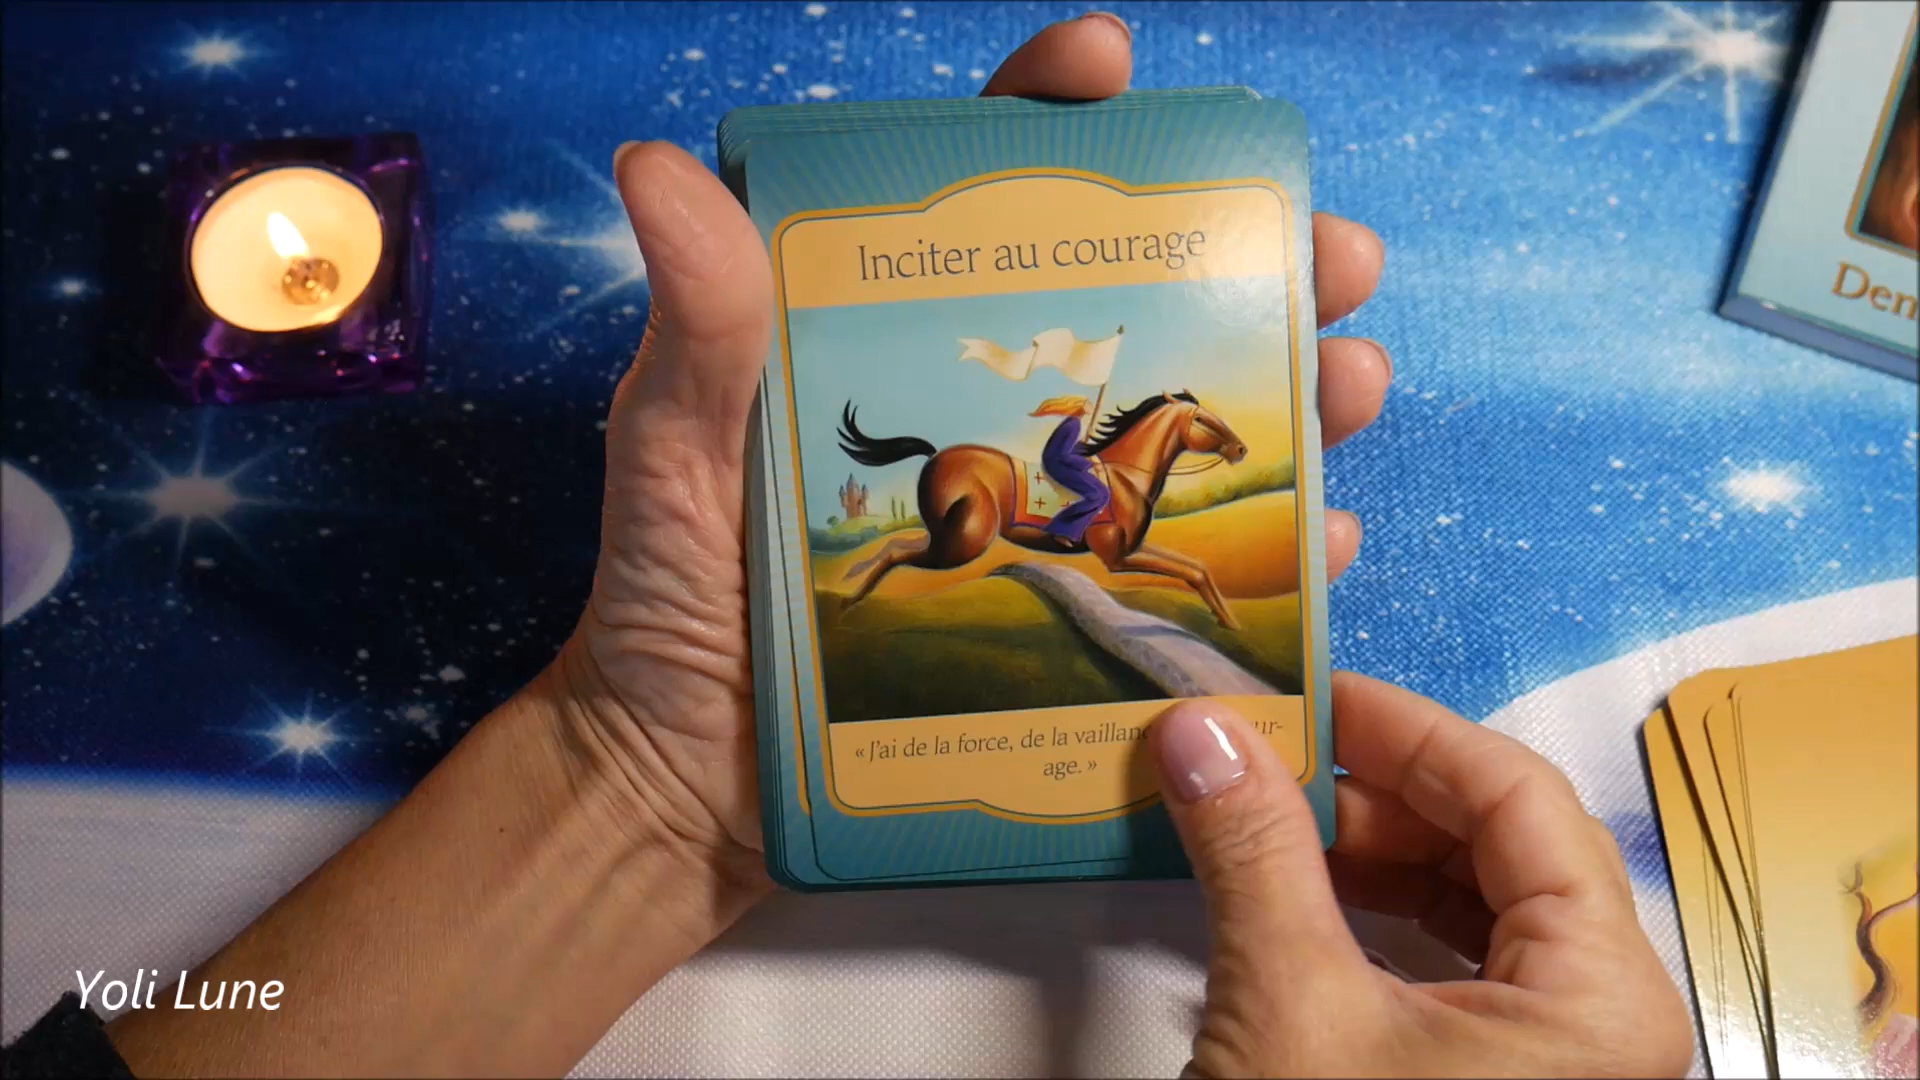 Inciter au courage
« J'ai de la force, de la
age. »
Yoli Lune